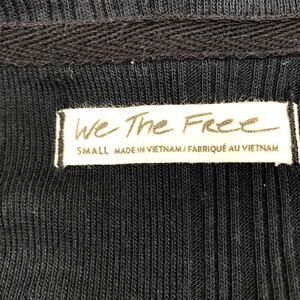 We The Free
SMALL MADE IN VIETNAM / FABRIQUÉ AU VIETNAM